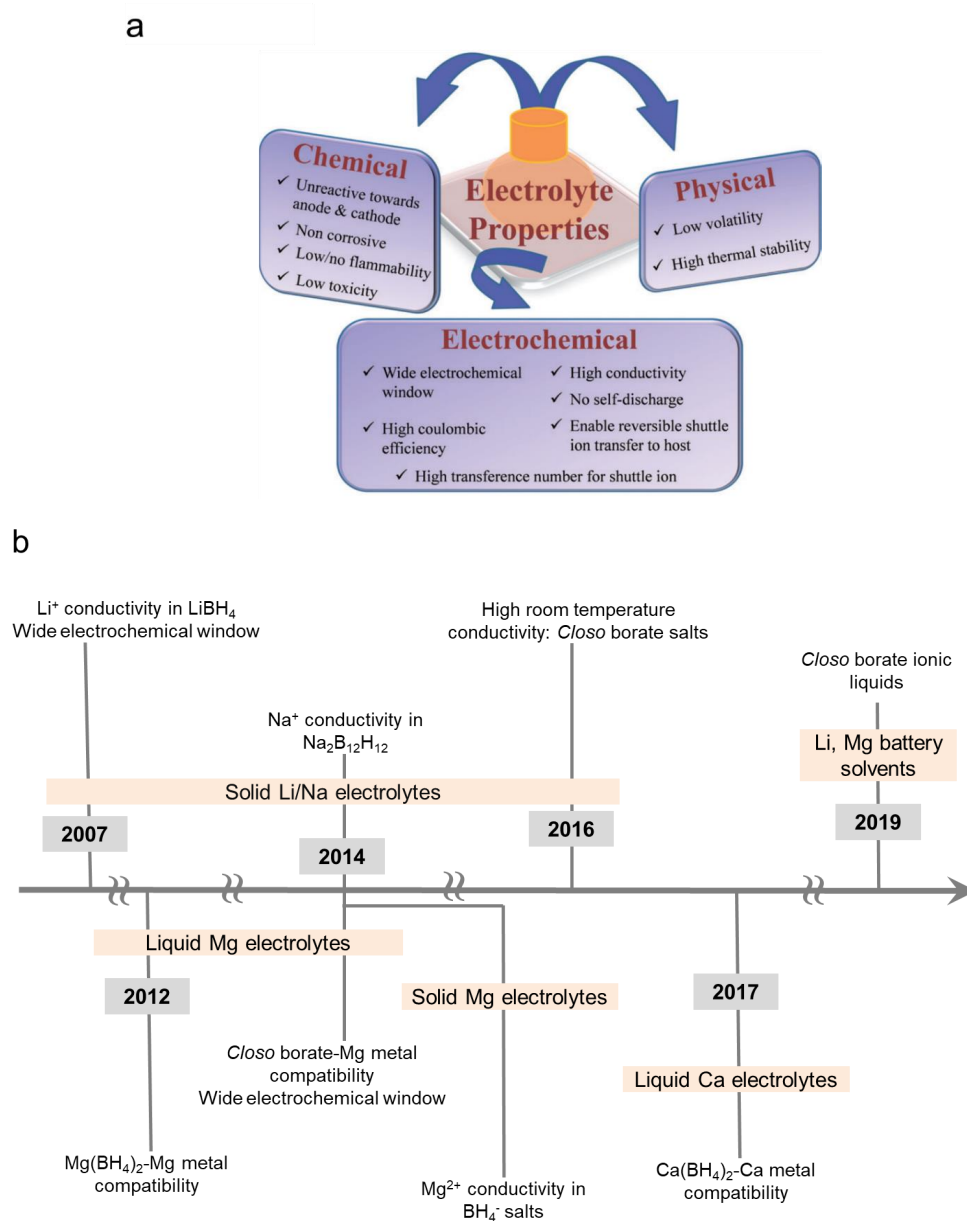 a
Chemical
✓ Unreactive towards
anode & cathode
✓ Non corrosive
✓ Low/no flammability
✓ Low toxicity
Electrolyte
Properties
Physical
✓ Low volatility
✓ High thermal stability
Electrochemical
✓ Wide electrochemical
window
✓ High coulombic
efficiency
✓ High conductivity
✓ No self-discharge
✓ Enable reversible shuttle
ion transfer to host
✓ High transference number for shuttle ion
b
Li⁺ conductivity in LiBH₄
Wide electrochemical window
High room temperature
conductivity: Closo borate salts
Closo borate ionic
liquids
Na⁺ conductivity in
Na₂B₁₂H₁₂
Li, Mg battery
solvents
Solid Li/Na electrolytes
2007
2014
2016
2019
Liquid Mg electrolytes
2012
Solid Mg electrolytes
2017
Closo borate-Mg metal
compatibility
Wide electrochemical window
Liquid Ca electrolytes
Mg(BH₄)₂-Mg metal
compatibility
Mg²⁺ conductivity in
BH₄⁻ salts
Ca(BH₄)₂-Ca metal
compatibility